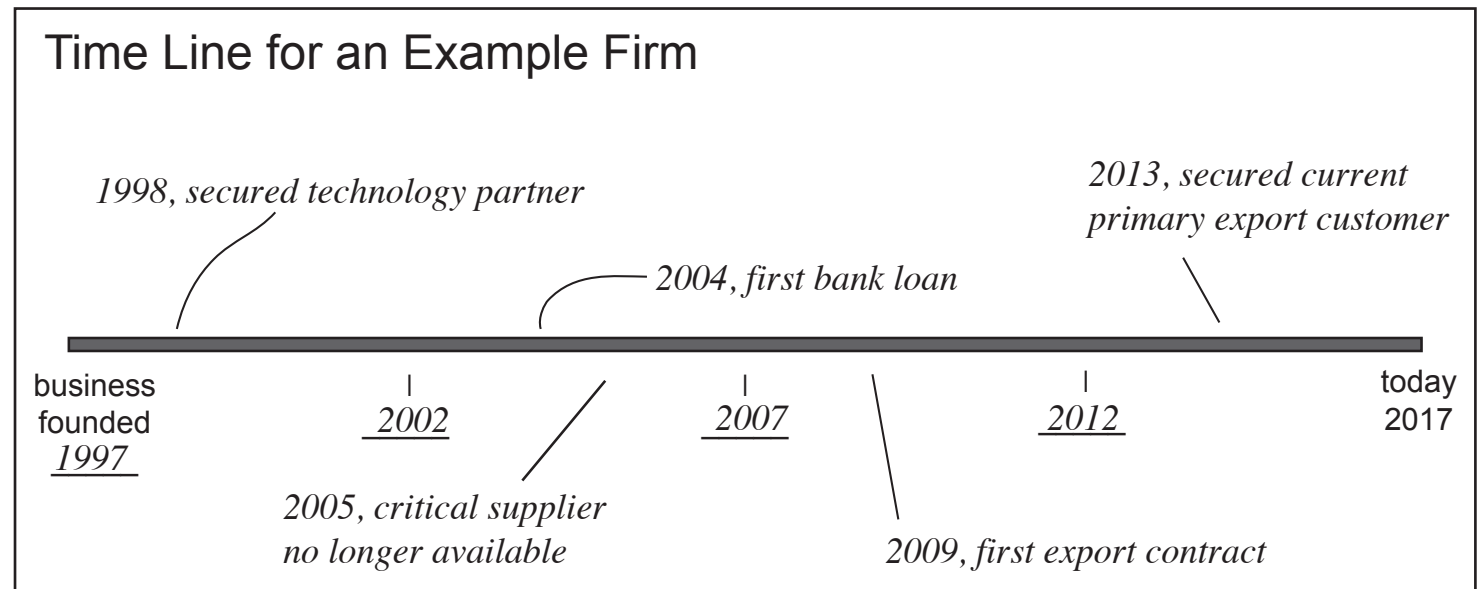 Time Line for an Example Firm
1998, secured technology partner
2013, secured current
primary export customer
2004, first bank loan
business
founded
1997
2002
2007
2012
today
2017
2005, critical supplier
no longer available
2009, first export contract